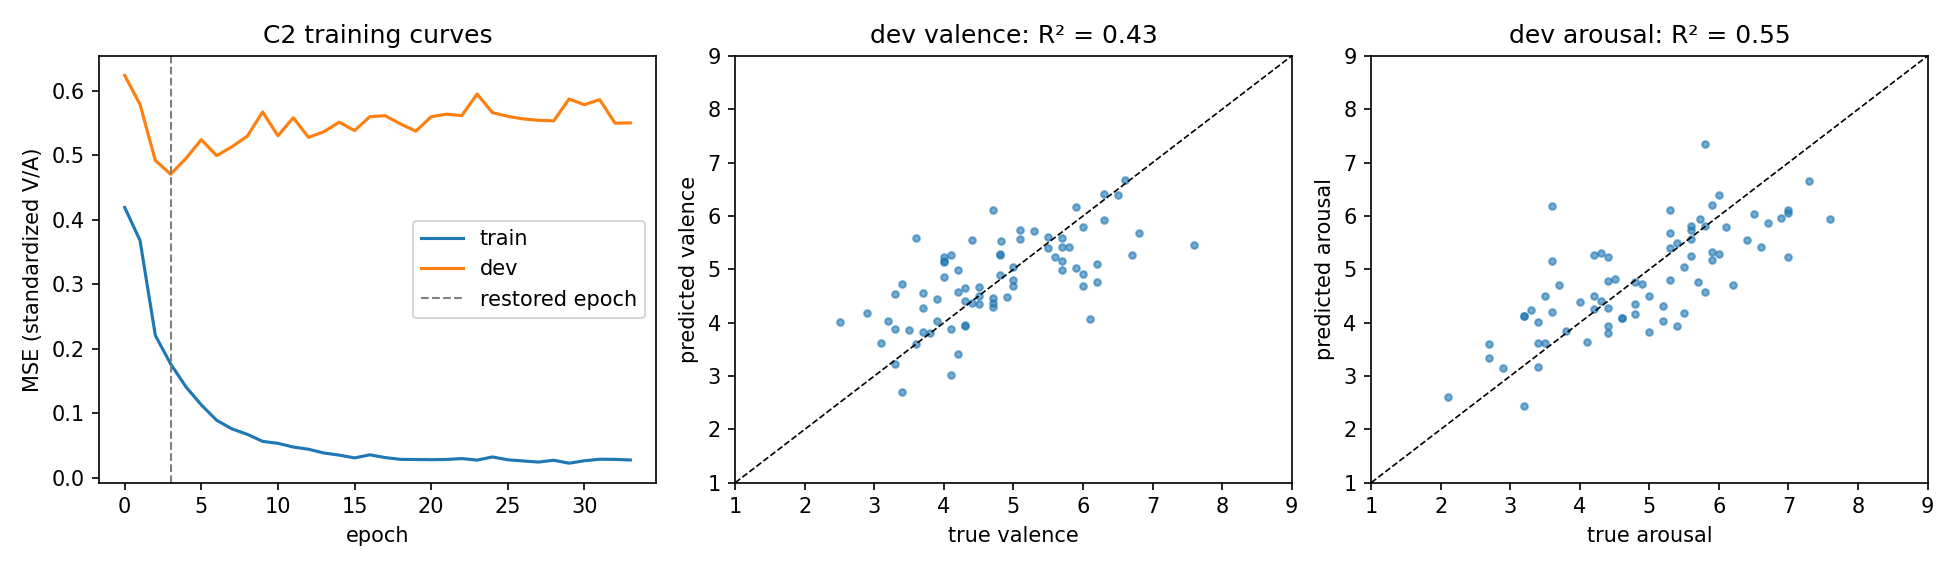 C2 training curves
MSE (standardized V/A)
0.6
0.5
0.4
0.3
0.2
0.1
0.0
train
dev
restored epoch
0 5 10 15 20 25 30
epoch
dev valence: R² = 0.43
predicted valence
9
8
7
6
5
4
3
2
1
1 2 3 4 5 6 7 8 9
true valence
dev arousal: R² = 0.55
predicted arousal
9
8
7
6
5
4
3
2
1
1 2 3 4 5 6 7 8 9
true arousal